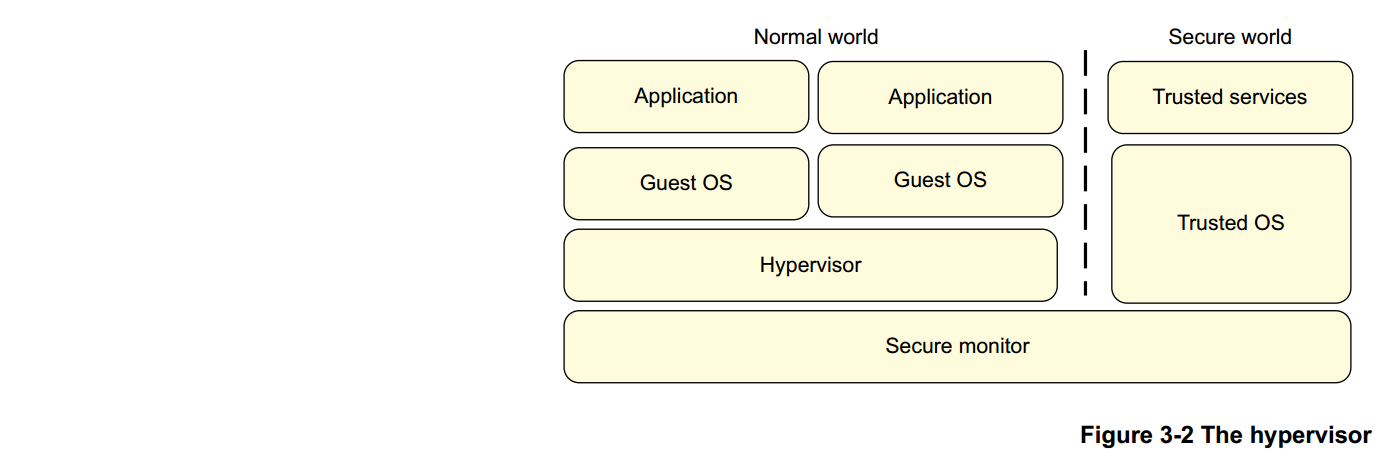 Normal world
Secure world
Application
Application
Trusted services
Guest OS
Guest OS
Trusted OS
Hypervisor
Secure monitor
Figure 3-2 The hypervisor